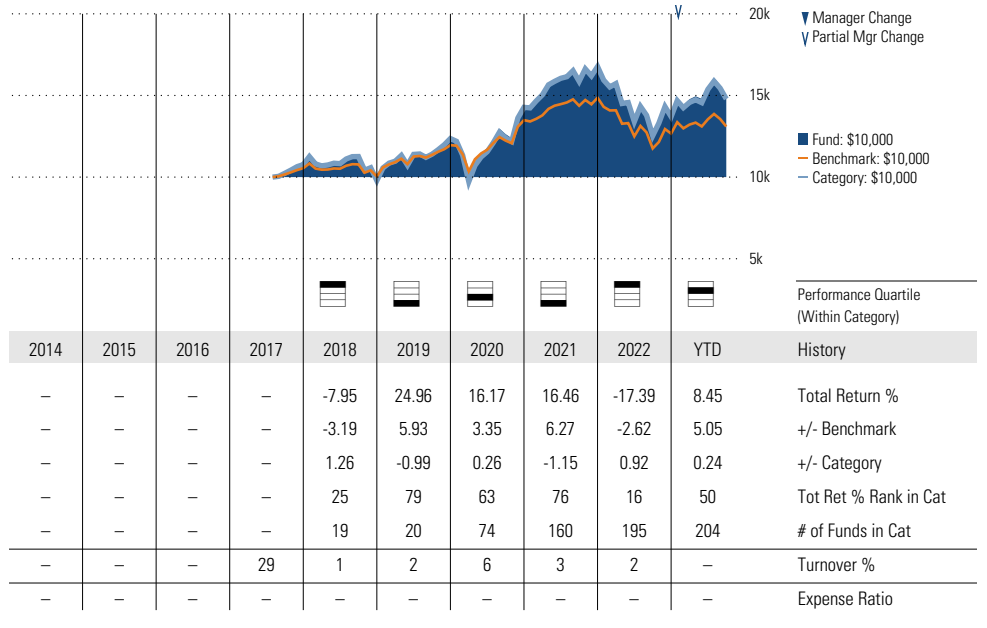 20k
▼ Manager Change
V Partial Mgr Change
15k
Fund: $10,000
Benchmark: $10,000
Category: $10,000
10k
5k
Performance Quartile
(Within Category)
2014 2015 2016 2017 2018 2019 2020 2021 2022 YTD History
– – – – -7.95 24.96 16.17 16.46 -17.39 8.45 Total Return %
– – – – -3.19 5.93 3.35 6.27 -2.62 5.05 +/- Benchmark
– – – – 1.26 -0.99 0.26 -1.15 0.92 0.24 +/- Category
– – – – 25 79 63 76 16 50 Tot Ret % Rank in Cat
– – – – 19 20 74 160 195 204 # of Funds in Cat
– – – 29 1 2 6 3 2 – Turnover %
– – – – – – – – – – Expense Ratio